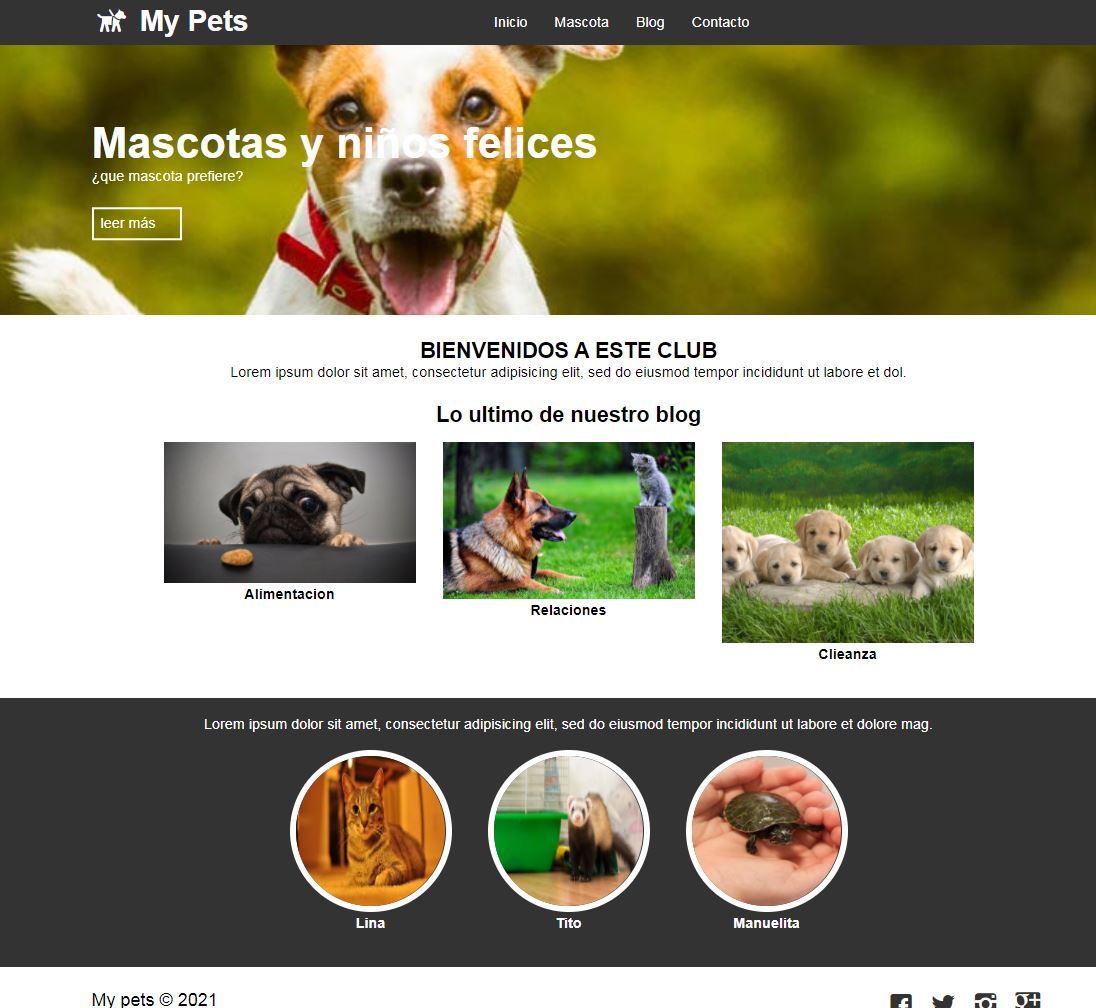 My Pets
Inicio Mascota Blog Contacto
Mascotas y niños felices
¿que mascota prefiere?
leer más
BIENVENIDOS A ESTE CLUB
Lorem ipsum dolor sit amet, consectetur adipisicing elit, sed do eiusmod tempor incididunt ut labore et dol.
Lo ultimo de nuestro blog
Alimentacion
Relaciones
Clieanza
Lorem ipsum dolor sit amet, consectetur adipisicing elit, sed do eiusmod tempor incididunt ut labore et dolore mag.
Lina
Tito
Manuelita
My pets © 2021